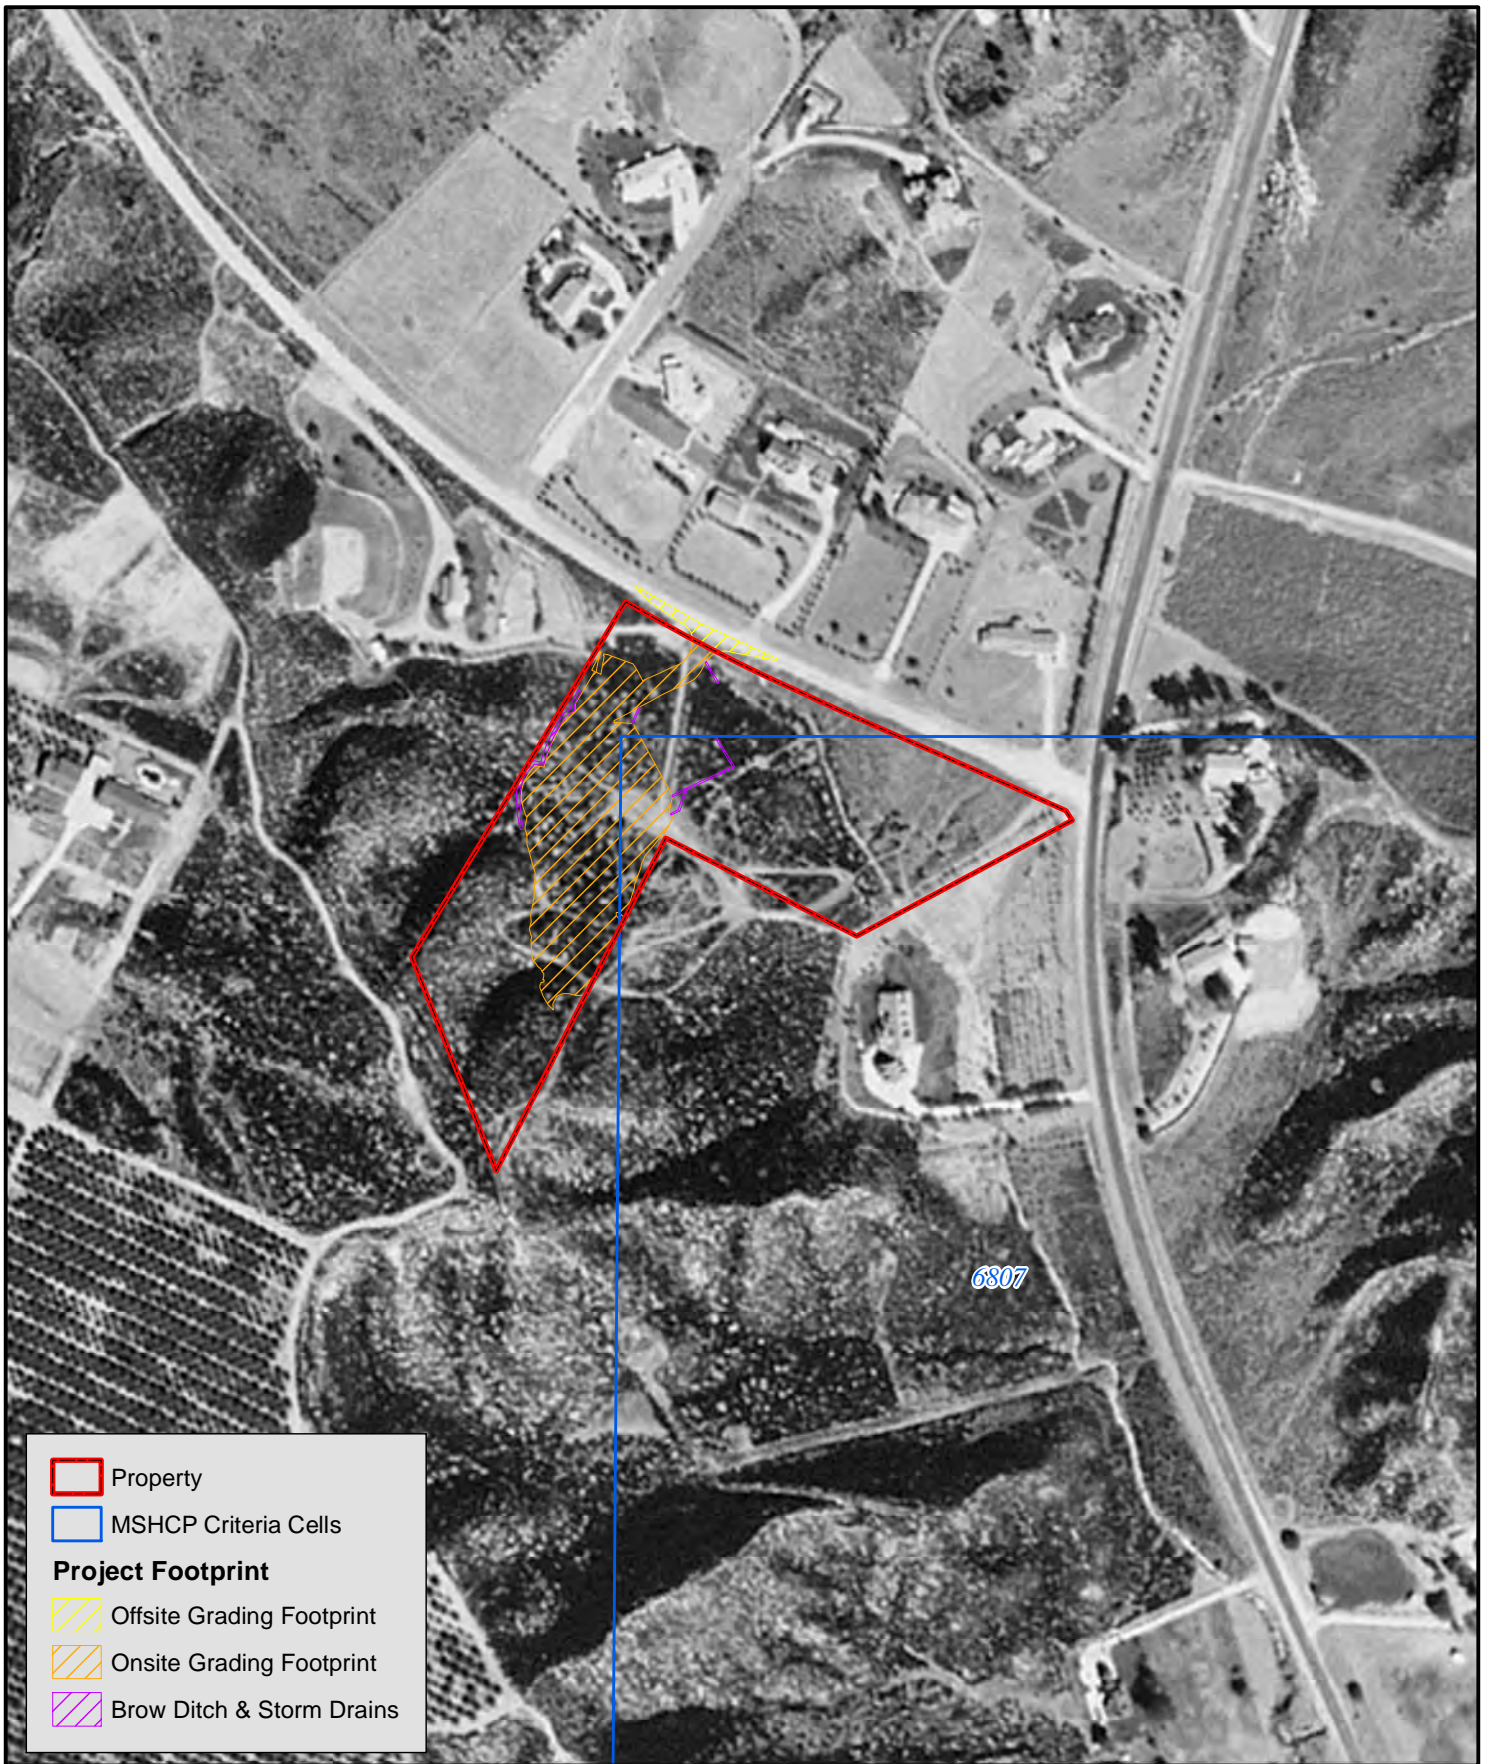 6807
Property
MSHCP Criteria Cells
Project Footprint
Offsite Grading Footprint
Onsite Grading Footprint
Brow Ditch & Storm Drains